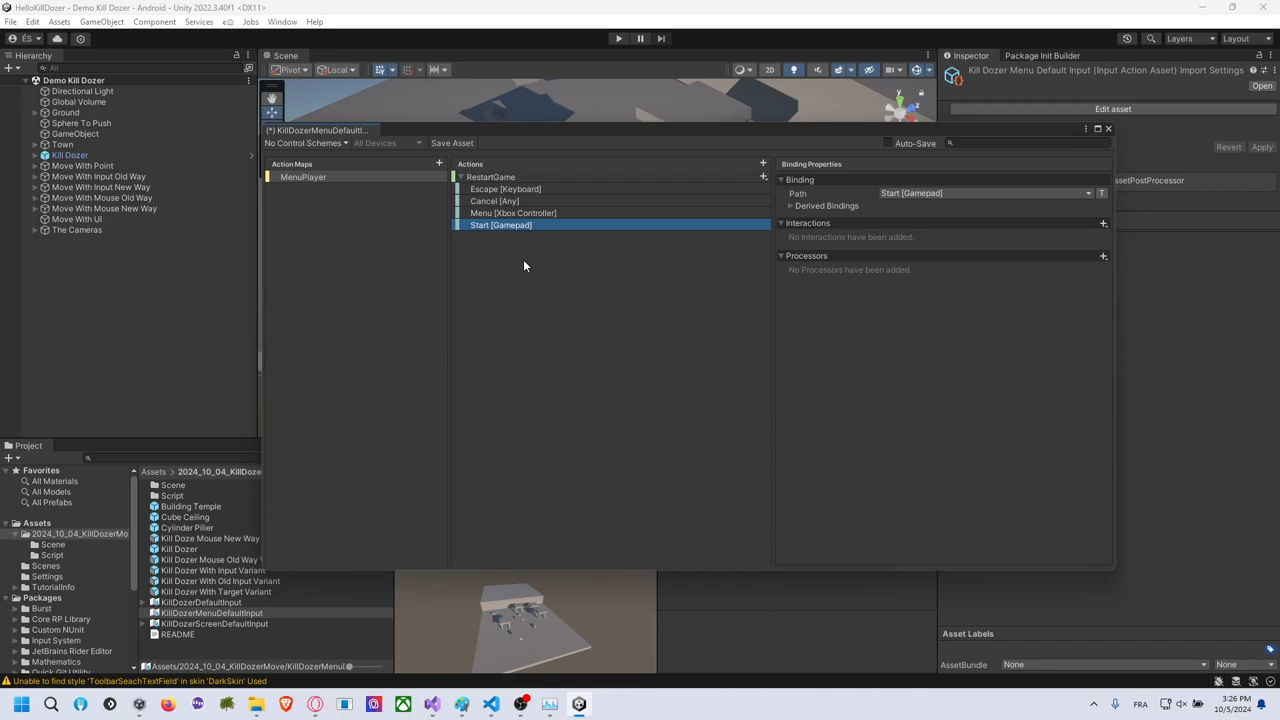 HelloKillDozer - Demo Kill Dozer - Android - Unity 2022.3.40f1 <DX11>
File Edit Assets GameObject Component Services Jobs Window Help
ÉS
Layers Layout
Hierarchy Scene Inspector Package Init Builder
All
Pivot Local 2D
Demo Kill Dozer
Directional Light
Global Volume
Ground
Sphere To Push
GameObject
Town
Kill Dozer
Move With Point
Move With Input Old Way
Move With Input New Way
Move With Mouse Old Way
Move With Mouse New Way
Move With UI
The Cameras
Kill Dozer Menu Default Input (Input Action Asset) Import Settings
Open
Edit asset
Revert Apply
AssetPostProcessor
(*) KillDozerMenuDefaultI...
No Control Schemes All Devices Save Asset Auto-Save
Action Maps Actions Binding Properties
MenuPlayer
RestartGame
Escape [Keyboard]
Cancel [Any]
Menu [Xbox Controller]
Start [Gamepad]
Binding
Path Start [Gamepad] T
Derived Bindings
Interactions
No Interactions have been added.
Processors
No Processors have been added.
Project
Favorites
All Materials
All Models
All Prefabs
Assets
2024_10_04_KillDozerMo
Scene
Script
Scenes
Settings
TutorialInfo
Packages
Burst
Core RP Library
Custom NUnit
Input System
JetBrains Rider Editor
Mathematics
Quick Git Utility
Assets > 2024_10_04_KillDoze
Scene
Script
Building Temple
Cube Ceiling
Cylinder Pilier
Kill Doze Mouse New Way
Kill Dozer
Kill Dozer Mouse Old Way
Kill Dozer With Input Variant
Kill Dozer With Old Input Variant
Kill Dozer With Target Variant
KillDozerDefaultInput
KillDozerMenuDefaultInput
KillDozerScreenDefaultInput
README
Assets/2024_10_04_KillDozerMove/KillDozerMenuI
Asset Labels
AssetBundle None None
Unable to find style 'ToolbarSeachTextField' in skin 'DarkSkin' Used
FRA
3:26 PM
10/5/2024